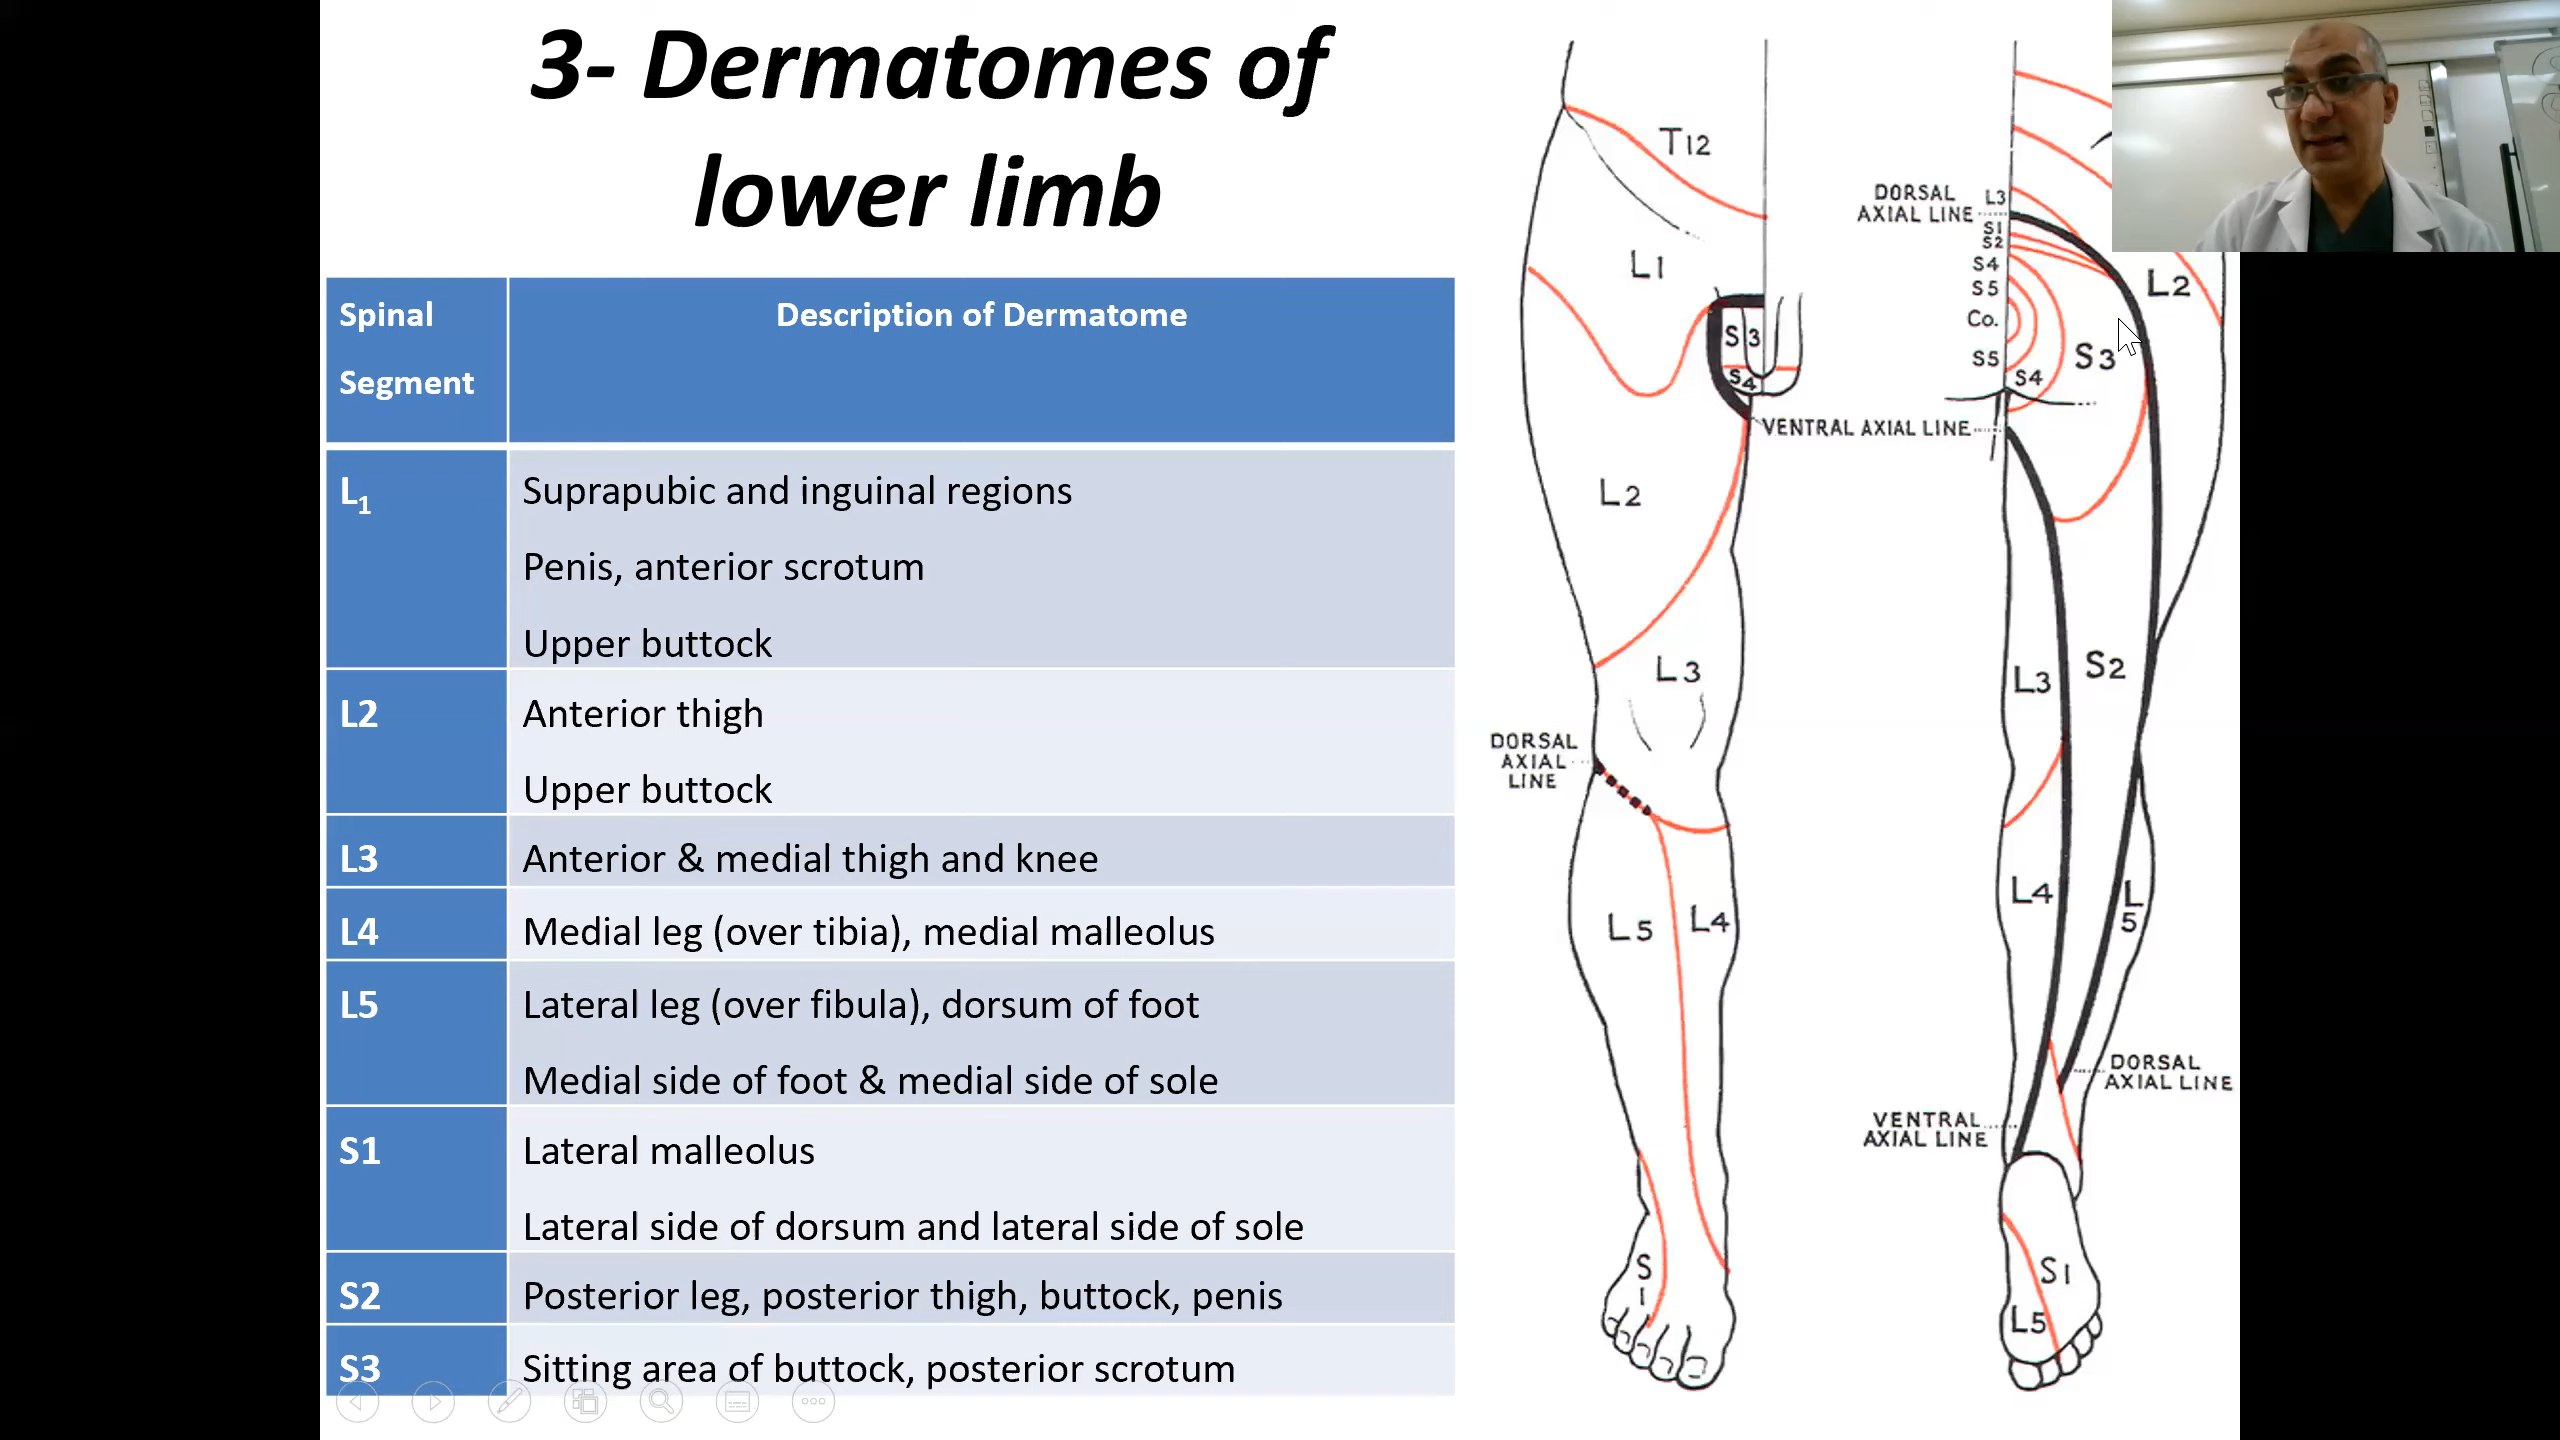 3- Dermatomes of
lower limb
Spinal
Segment
Description of Dermatome
L1
Suprapubic and inguinal regions
Penis, anterior scrotum
Upper buttock
L2
Anterior thigh
Upper buttock
L3
Anterior & medial thigh and knee
L4
Medial leg (over tibia), medial malleolus
L5
Lateral leg (over fibula), dorsum of foot
Medial side of foot & medial side of sole
S1
Lateral malleolus
Lateral side of dorsum and lateral side of sole
S2
Posterior leg, posterior thigh, buttock, penis
S3
Sitting area of buttock, posterior scrotum
T12
L1
S3
S4
L2
L3
DORSAL
AXIAL
LINE
L5
L4
S
1
VENTRAL AXIAL LINE
DORSAL
AXIAL LINE
L3
S1
S2
S4
S5
Co.
S5
S4
S3
L2
L3
S2
L4
L
5
DORSAL
AXIAL LINE
VENTRAL
AXIAL LINE
S1
L5